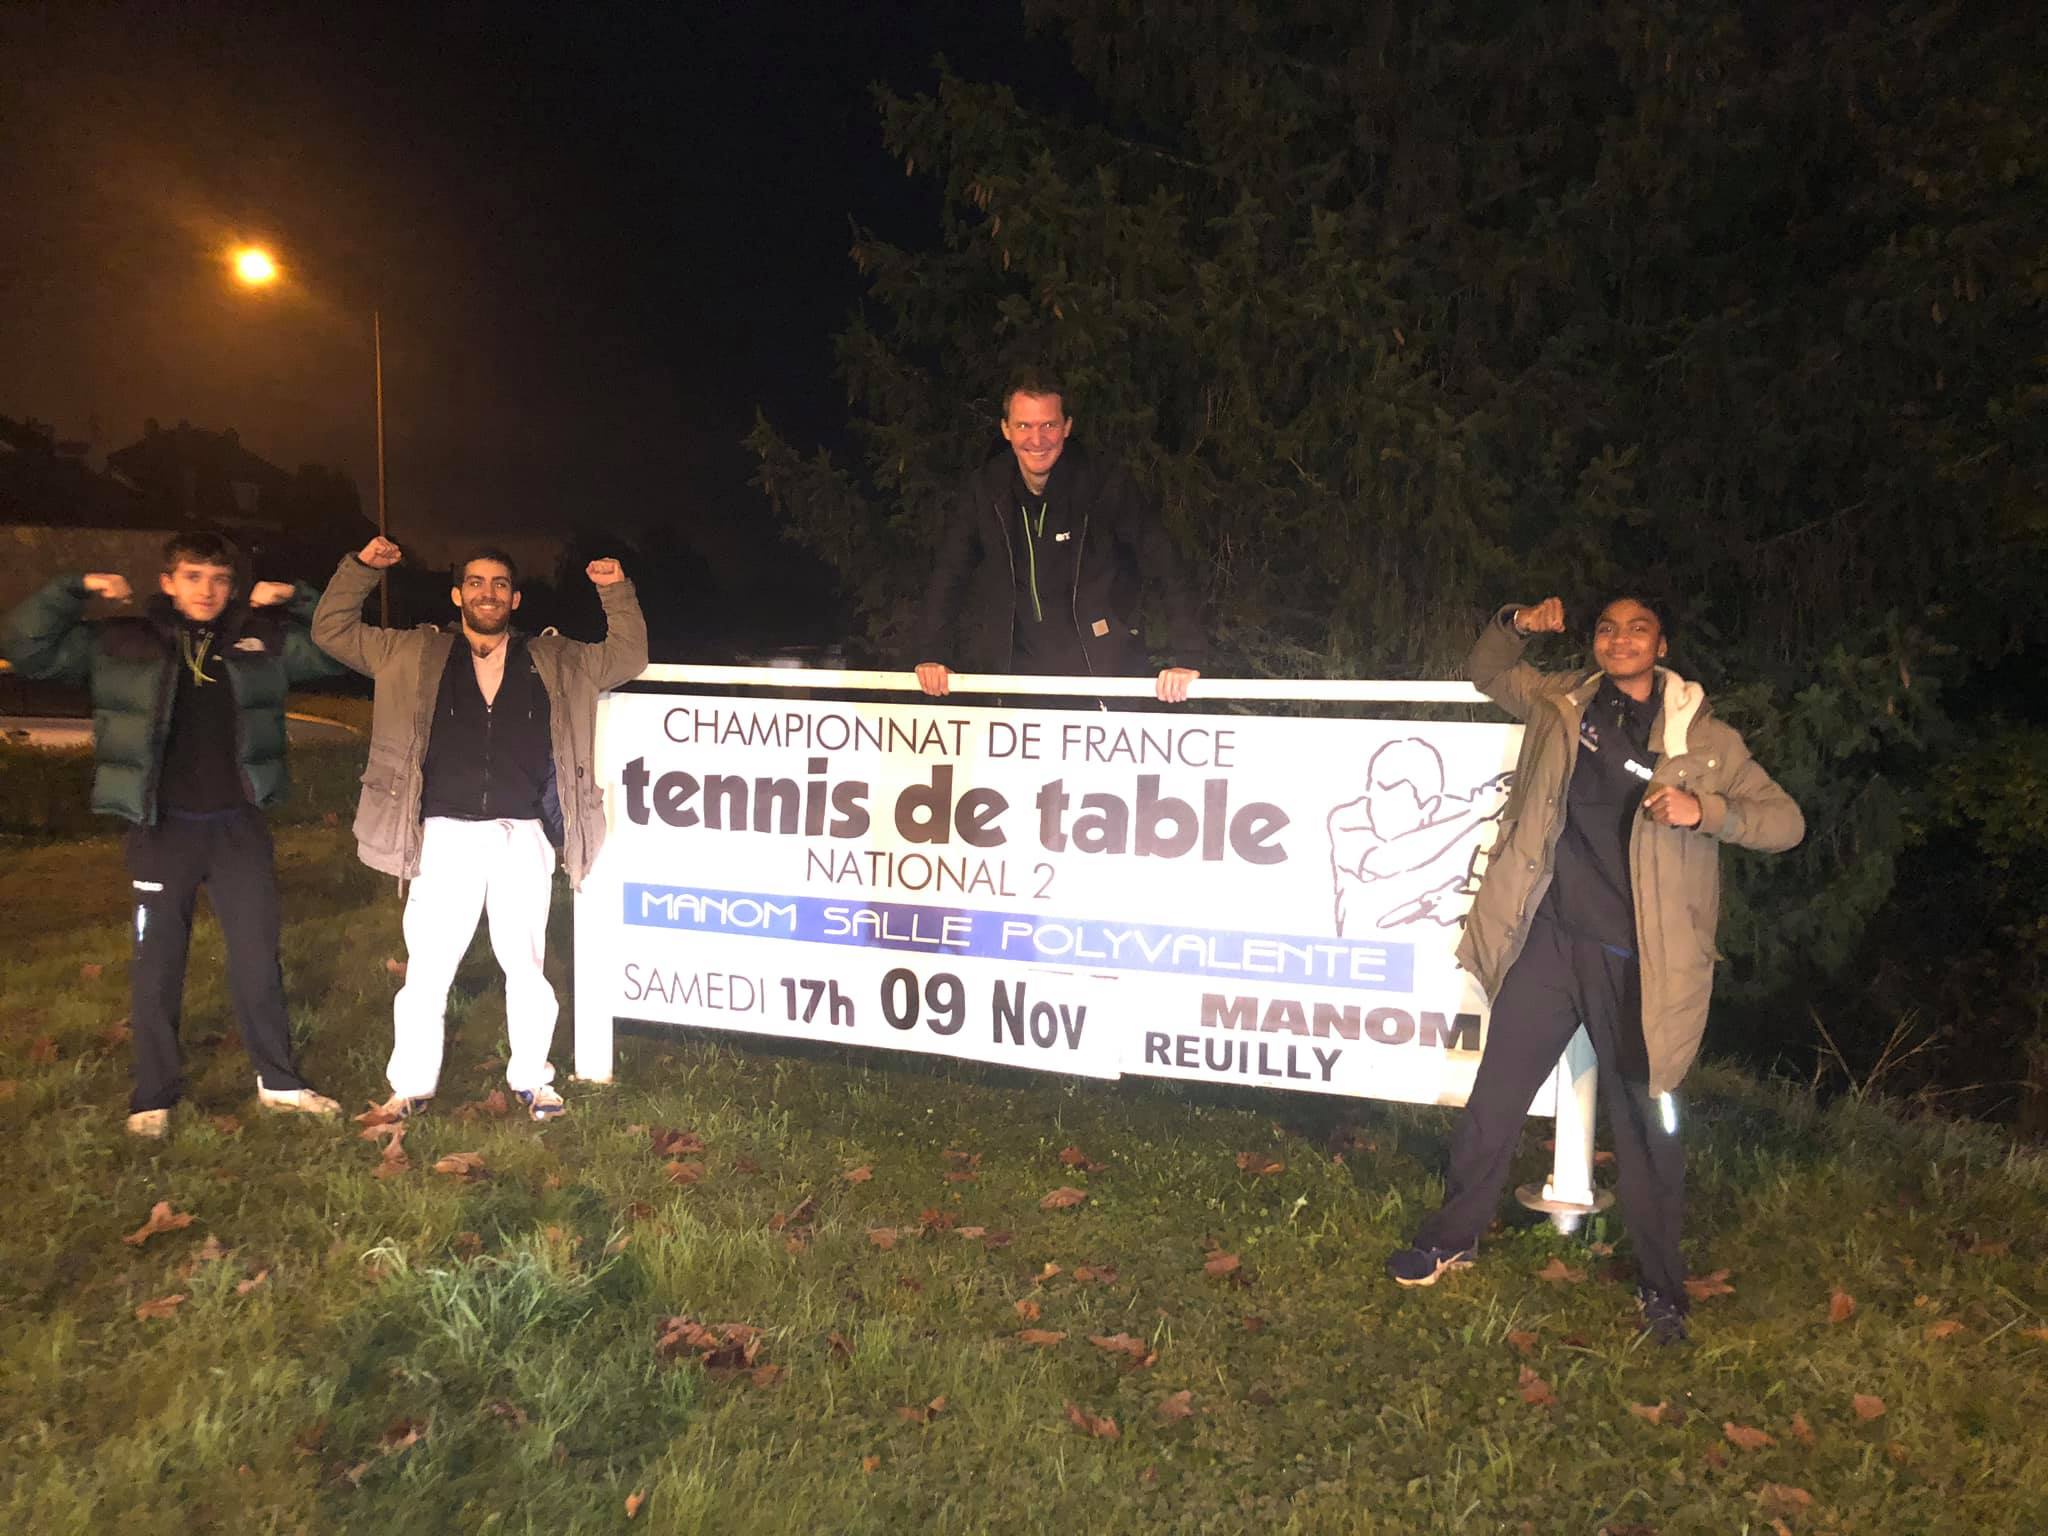 CHAMPIONNAT DE FRANCE
tennis de table
NATIONAL 2
MANOM SALLE POLYVALENTE
SAMEDI 17h 09 Nov
MANOM
REUILLY